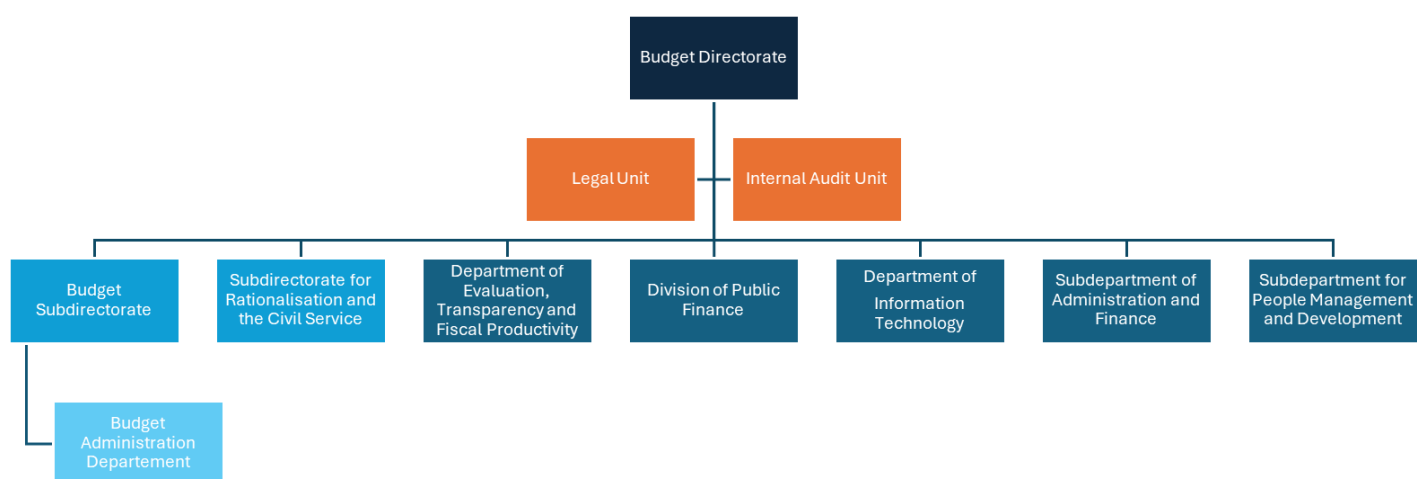 Budget Directorate
Legal Unit
Internal Audit Unit
Budget
Subdirectorate
Subdirectorate for
Rationalisation and
the Civil Service
Department of
Evaluation,
Transparency and
Fiscal Productivity
Division of Public
Finance
Department of
Information
Technology
Subdepartment of
Administration and
Finance
Subdepartment for
People Management
and Development
Budget
Administration
Departement